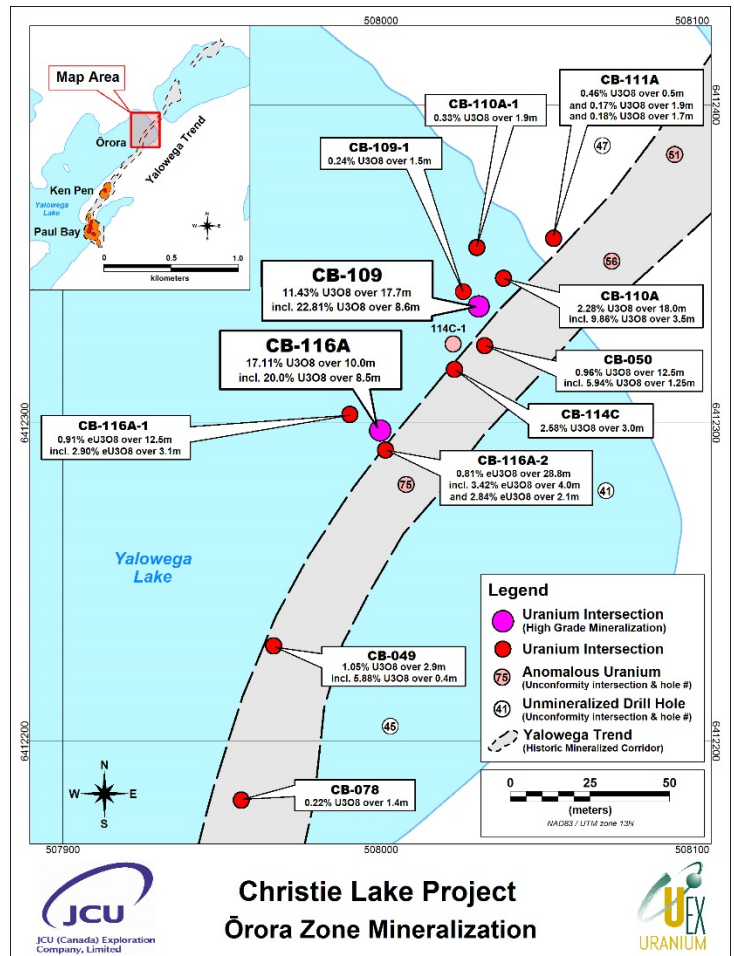 508000
508100
6412400
6412400
6412300
6412300
6412200
6412200
507900
508000
508100
Map Area
Ōrora
Yalowega Trend
Ken Pen
Yalowega
Lake
Paul Bay
N
W
E
S
0.0
0.5
1.0
kilometers
CB-111A
0.46% U3O8 over 0.5m
and 0.17% U3O8 over 1.9m
and 0.18% U3O8 over 1.7m
CB-110A-1
0.33% U3O8 over 1.9m
CB-109-1
0.24% U3O8 over 1.5m
47
51
56
CB-109
11.43% U3O8 over 17.7m
incl. 22.81% U3O8 over 8.6m
CB-110A
2.28% U3O8 over 18.0m
incl. 9.86% U3O8 over 3.5m
114C-1
CB-116A
17.11% U3O8 over 10.0m
incl. 20.0% U3O8 over 8.5m
CB-050
0.96% U3O8 over 12.5m
incl. 5.94% U3O8 over 1.25m
CB-114C
2.58% U3O8 over 3.0m
CB-116A-1
0.91% eU3O8 over 12.5m
incl. 2.90% eU3O8 over 3.1m
CB-116A-2
0.81% eU3O8 over 28.8m
incl. 3.42% eU3O8 over 4.0m
and 2.84% eU3O8 over 2.1m
75
41
Yalowega
Lake
CB-049
1.05% U3O8 over 2.9m
incl. 5.88% U3O8 over 0.4m
45
CB-078
0.22% U3O8 over 1.4m
N
W
E
S
Legend
Uranium Intersection
(High Grade Mineralization)
Uranium Intersection
75
Anomalous Uranium
(Unconformity intersection & hole #)
41
Unmineralized Drill Hole
(Unconformity intersection & hole #)
Yalowega Trend
(Historic Mineralized Corridor)
0
25
50
(meters)
NAD83 / UTM zone 13N
JCU
JCU (Canada) Exploration
Company, Limited
Christie Lake Project
Ōrora Zone Mineralization
UEX
URANIUM